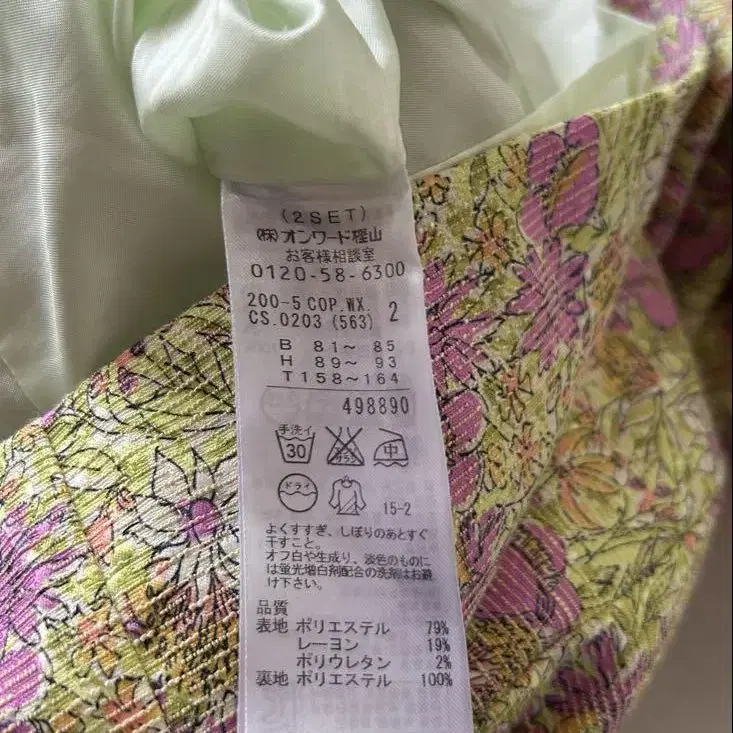 (2SET)
㈱オンワード樫山
お客様相談室
0120-58-6300
200-5 COP.WX. 2
CS.0203 (563)
B 81～ 85
H 89～ 93
T158～164
498890
手洗イ
30
中
ドライ
15-2
よくすすぎ、しぼりのあとすぐ
干すこと。
オフ白や生成り、淡色のものに
は蛍光増白剤配合の洗剤はお避
け下さい。
品質
表地 ポリエステル 79%
レーヨン 19%
ポリウレタン 2%
裏地 ポリエステル 100%